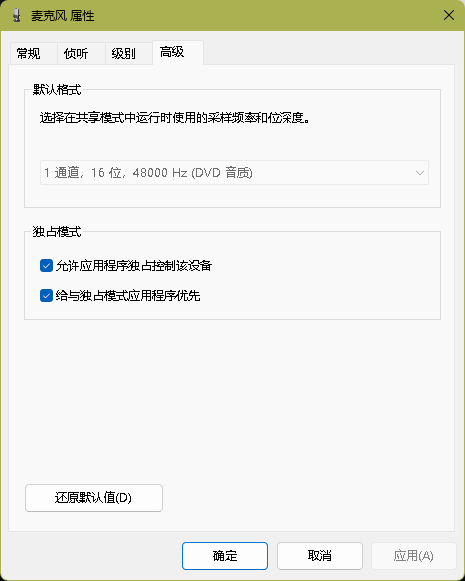 麦克风 属性
常规
侦听
级别
高级
默认格式
选择在共享模式中运行时使用的采样频率和位深度。
1 通道，16 位，48000 Hz (DVD 音质)
独占模式
允许应用程序独占控制该设备
给与独占模式应用程序优先
还原默认值(D)
确定
取消
应用(A)